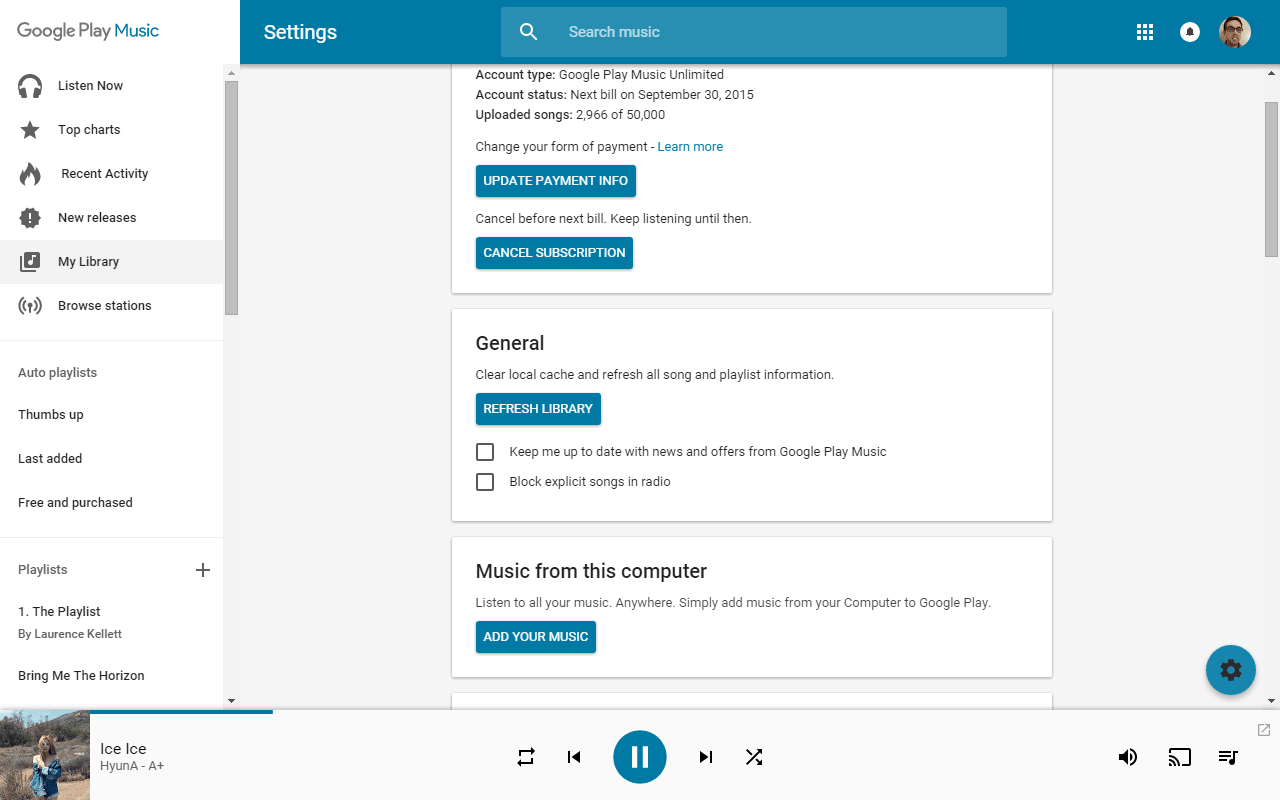 Google Play Music
Settings
Search music
Listen Now
Top charts
Recent Activity
New releases
My Library
Browse stations
Auto playlists
Thumbs up
Last added
Free and purchased
Playlists
1. The Playlist
By Laurence Kellett
Bring Me The Horizon
Account type: Google Play Music Unlimited
Account status: Next bill on September 30, 2015
Uploaded songs: 2,966 of 50,000
Change your form of payment - Learn more
UPDATE PAYMENT INFO
Cancel before next bill. Keep listening until then.
CANCEL SUBSCRIPTION
General
Clear local cache and refresh all song and playlist information.
REFRESH LIBRARY
Keep me up to date with news and offers from Google Play Music
Block explicit songs in radio
Music from this computer
Listen to all your music. Anywhere. Simply add music from your Computer to Google Play.
ADD YOUR MUSIC
Ice Ice
HyunA - A+